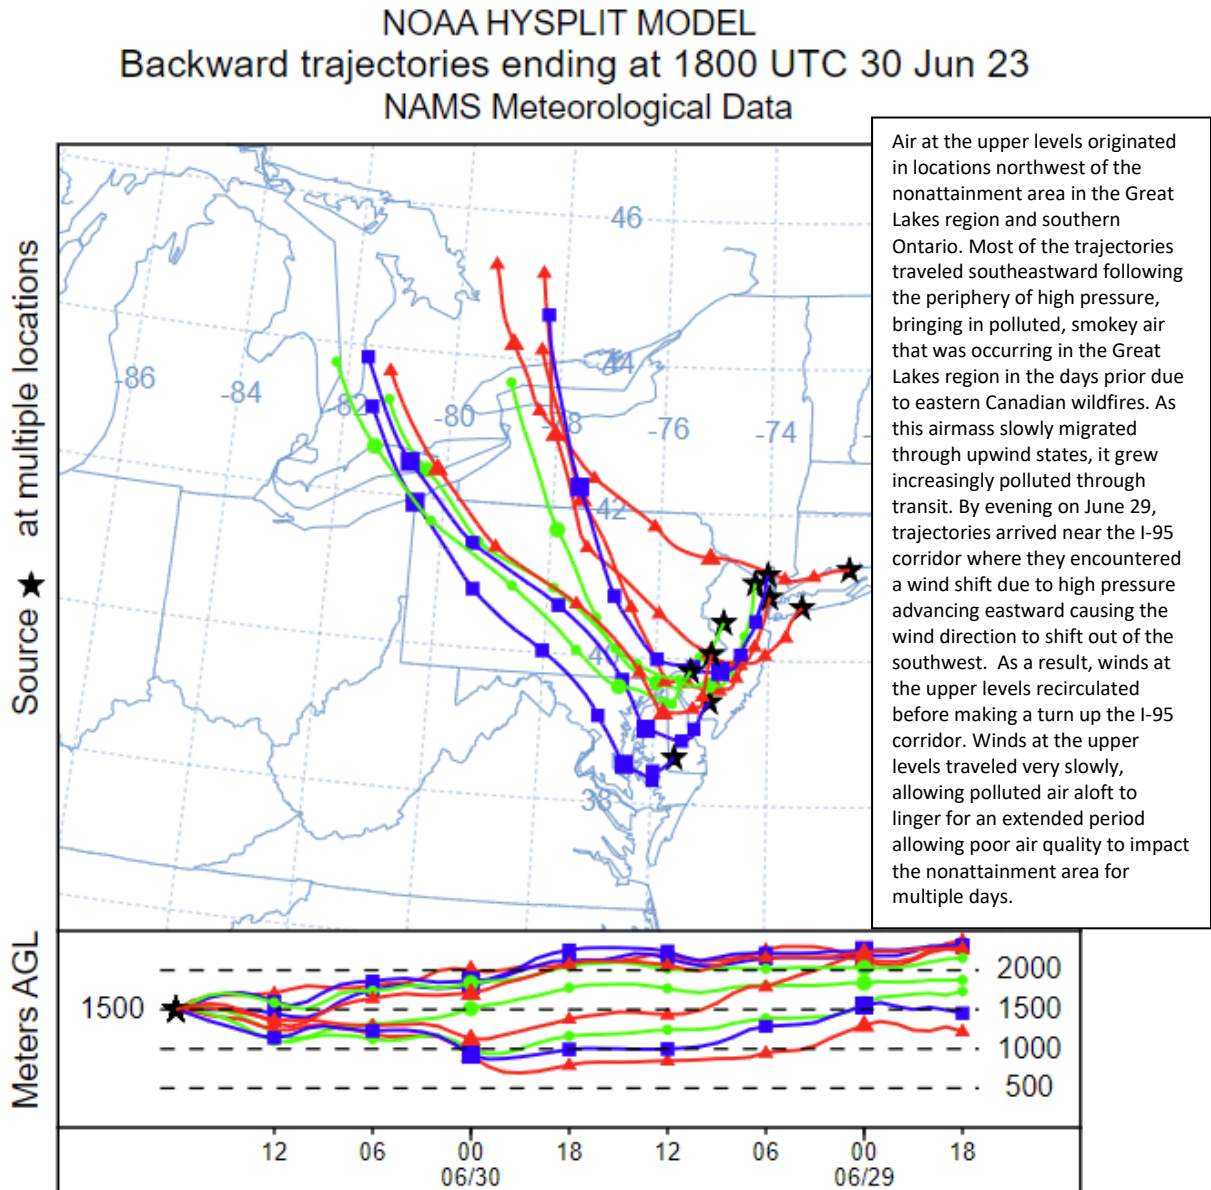 NOAA HYSPLIT MODEL
Backward trajectories ending at 1800 UTC 30 Jun 23
NAMS Meteorological Data
Source ★ at multiple locations
46
44
-86
-84
-82
-80
-78
-76
-74
42
40
38
Air at the upper levels originated
in locations northwest of the
nonattainment area in the Great
Lakes region and southern
Ontario. Most of the trajectories
traveled southeastward following
the periphery of high pressure,
bringing in polluted, smokey air
that was occurring in the Great
Lakes region in the days prior due
to eastern Canadian wildfires. As
this airmass slowly migrated
through upwind states, it grew
increasingly polluted through
transit. By evening on June 29,
trajectories arrived near the I-95
corridor where they encountered
a wind shift due to high pressure
advancing eastward causing the
wind direction to shift out of the
southwest.  As a result, winds at
the upper levels recirculated
before making a turn up the I-95
corridor. Winds at the upper
levels traveled very slowly,
allowing polluted air aloft to
linger for an extended period
allowing poor air quality to impact
the nonattainment area for
multiple days.
Meters AGL
1500
2000
1500
1000
500
12 06 00 18 12 06 00 18
06/30 06/29